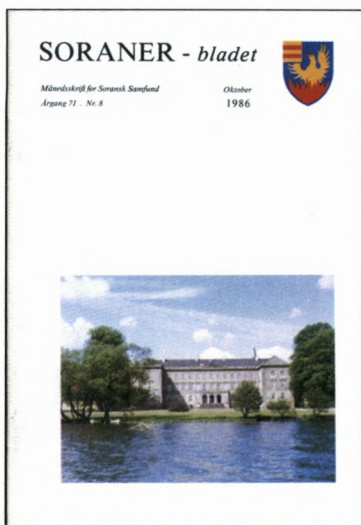 SORANER - bladet
Månedsskrift for Soransk Samfund
Årgang 71 . Nr. 8
Oktober
1986